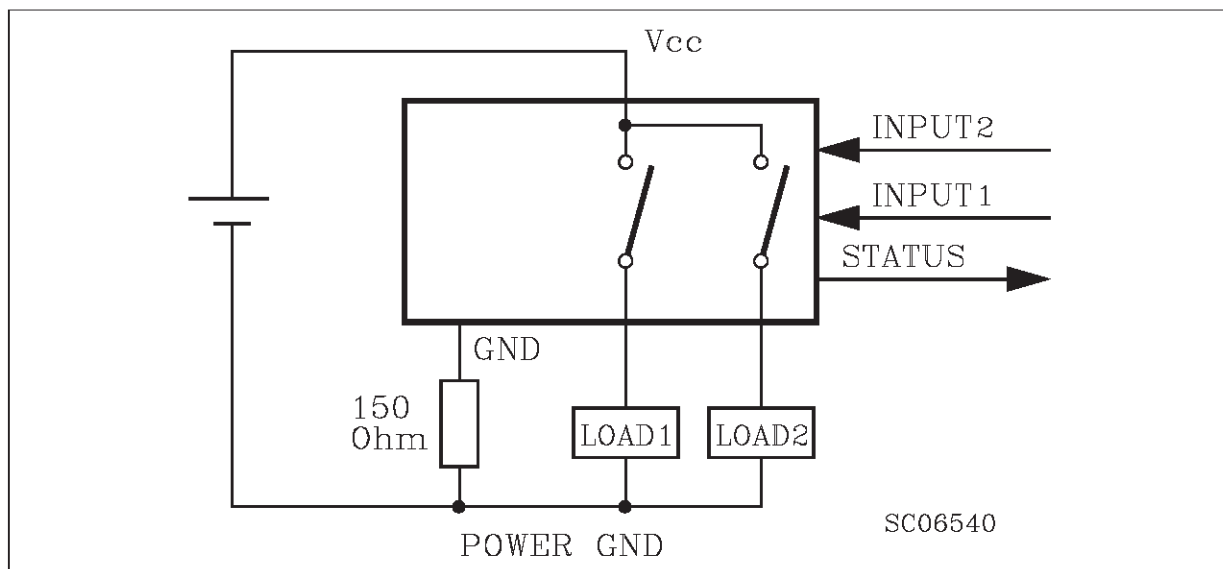 Vcc
INPUT2
INPUT1
STATUS
GND
150
Ohm
LOAD1
LOAD2
SC06540
POWER GND